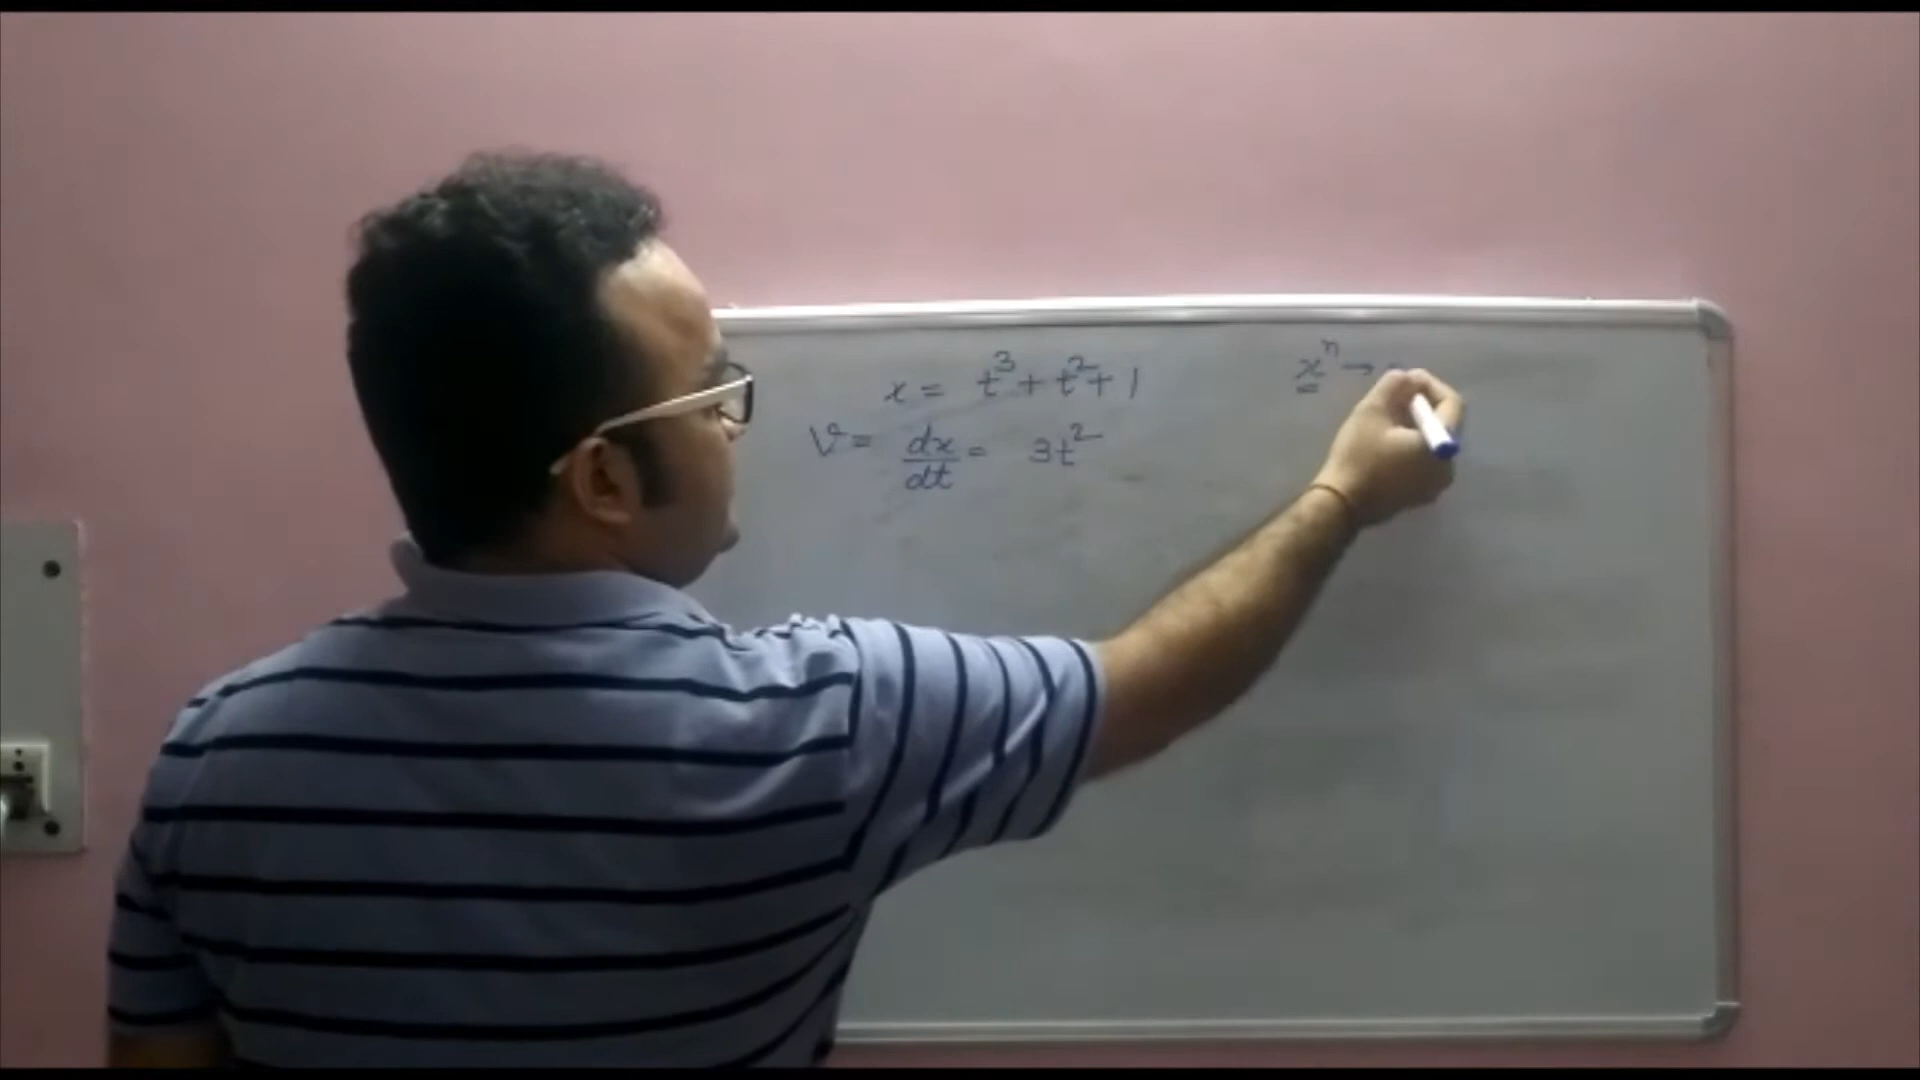 x = t³ + t² + 1
xⁿ →
V = dx/dt = 3t²